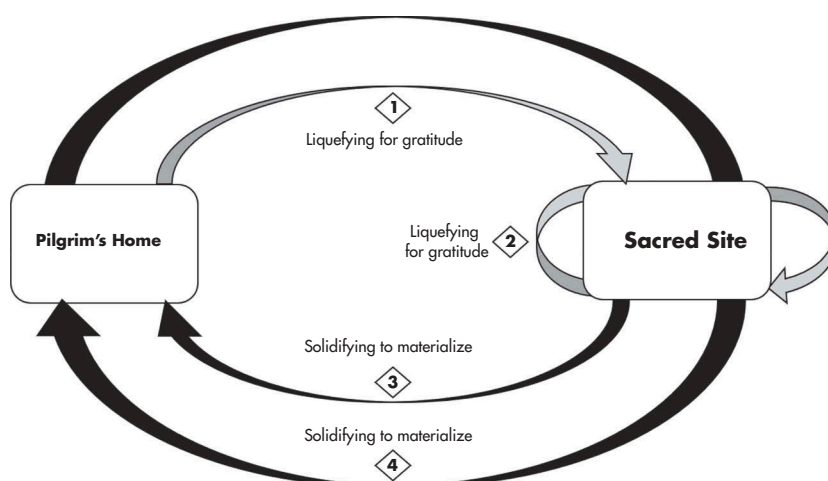 1
Liquefying for gratitude
Pilgrim's Home
Liquefying
for gratitude
2
Sacred Site
Solidifying to materialize
3
Solidifying to materialize
4